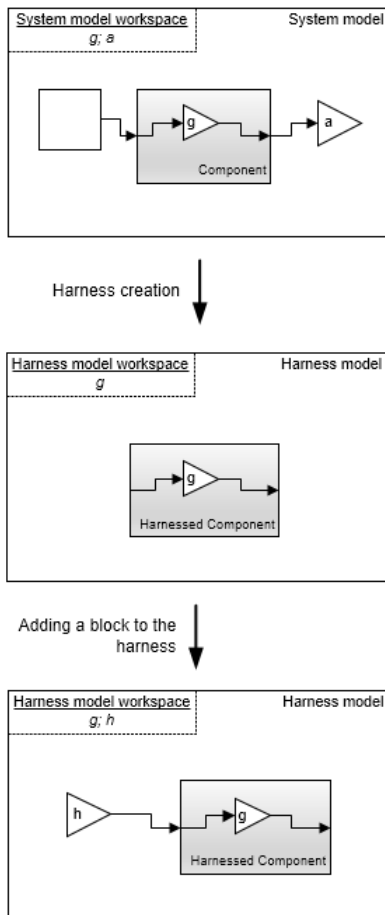 System model workspace
System model
g; a
g
a
Component
Harness creation
Harness model workspace
Harness model
g
g
Harnessed Component
Adding a block to the
harness
Harness model workspace
Harness model
g; h
h
g
Harnessed Component